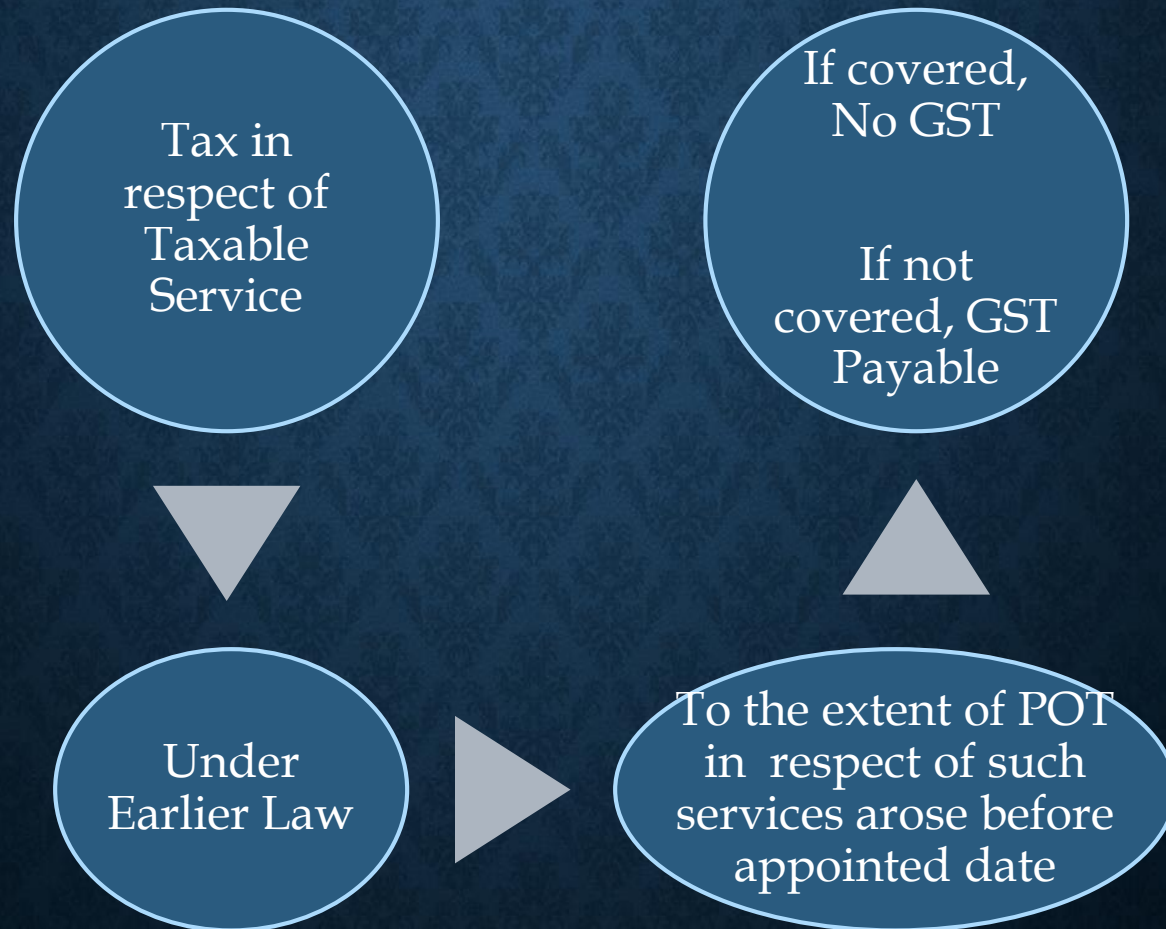 Tax in
respect of
Taxable
Service
Under
Earlier Law
To the extent of POT
in respect of such
services arose before
appointed date
If covered,
No GST
If not
covered, GST
Payable